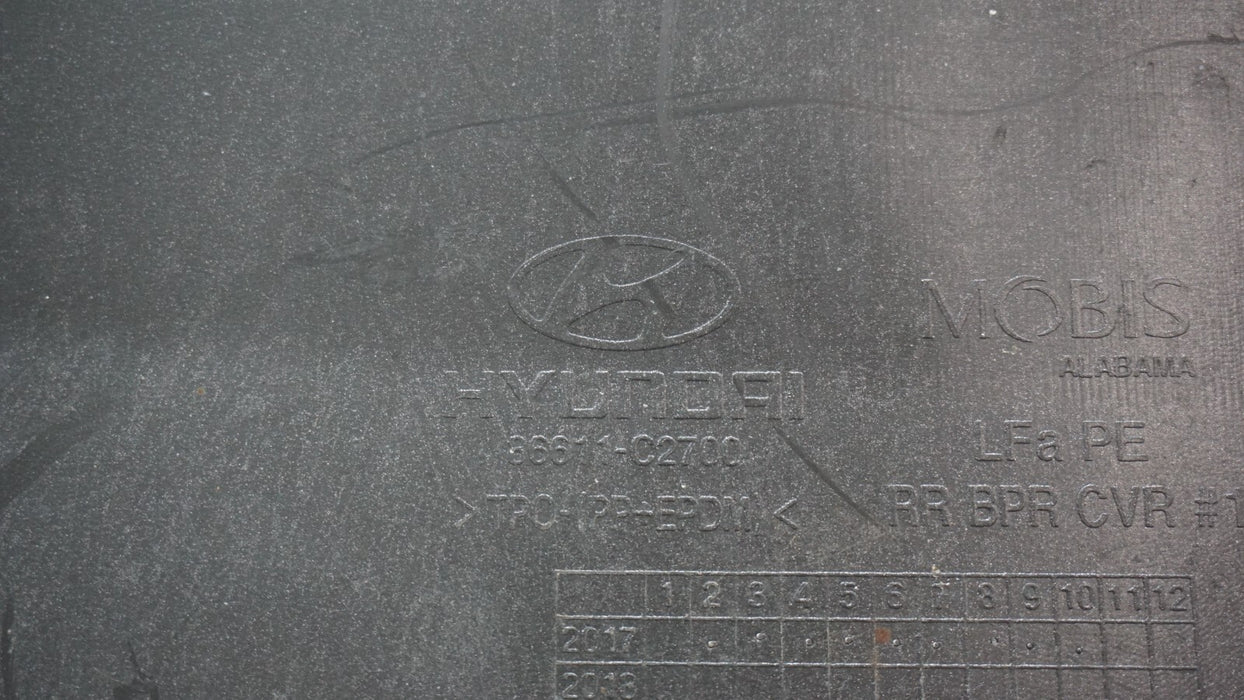 HYUNDAI
86611-C2700
>TPO-(PP+EPDM)<
MOBIS
ALABAMA
LFa PE
RR BPR CVR #1
1 2 3 4 5 6 7 8 9 10 11 12
2017
2018